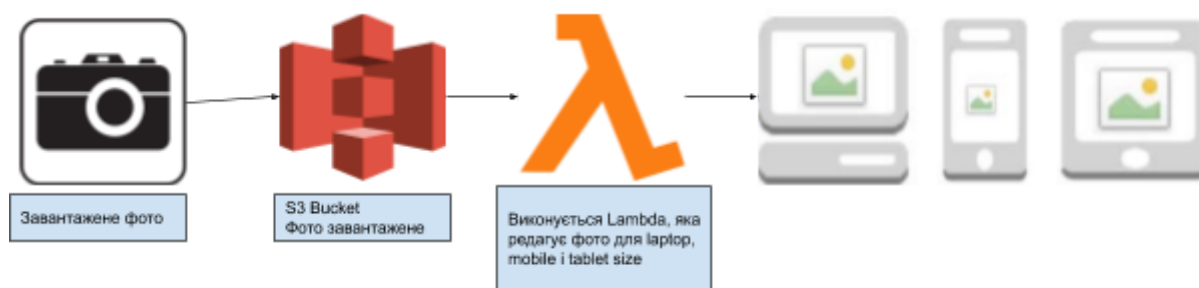 Завантажене фото
S3 Bucket
Фото завантажене
Виконується Lambda, яка
редагує фото для laptop,
mobile і tablet size